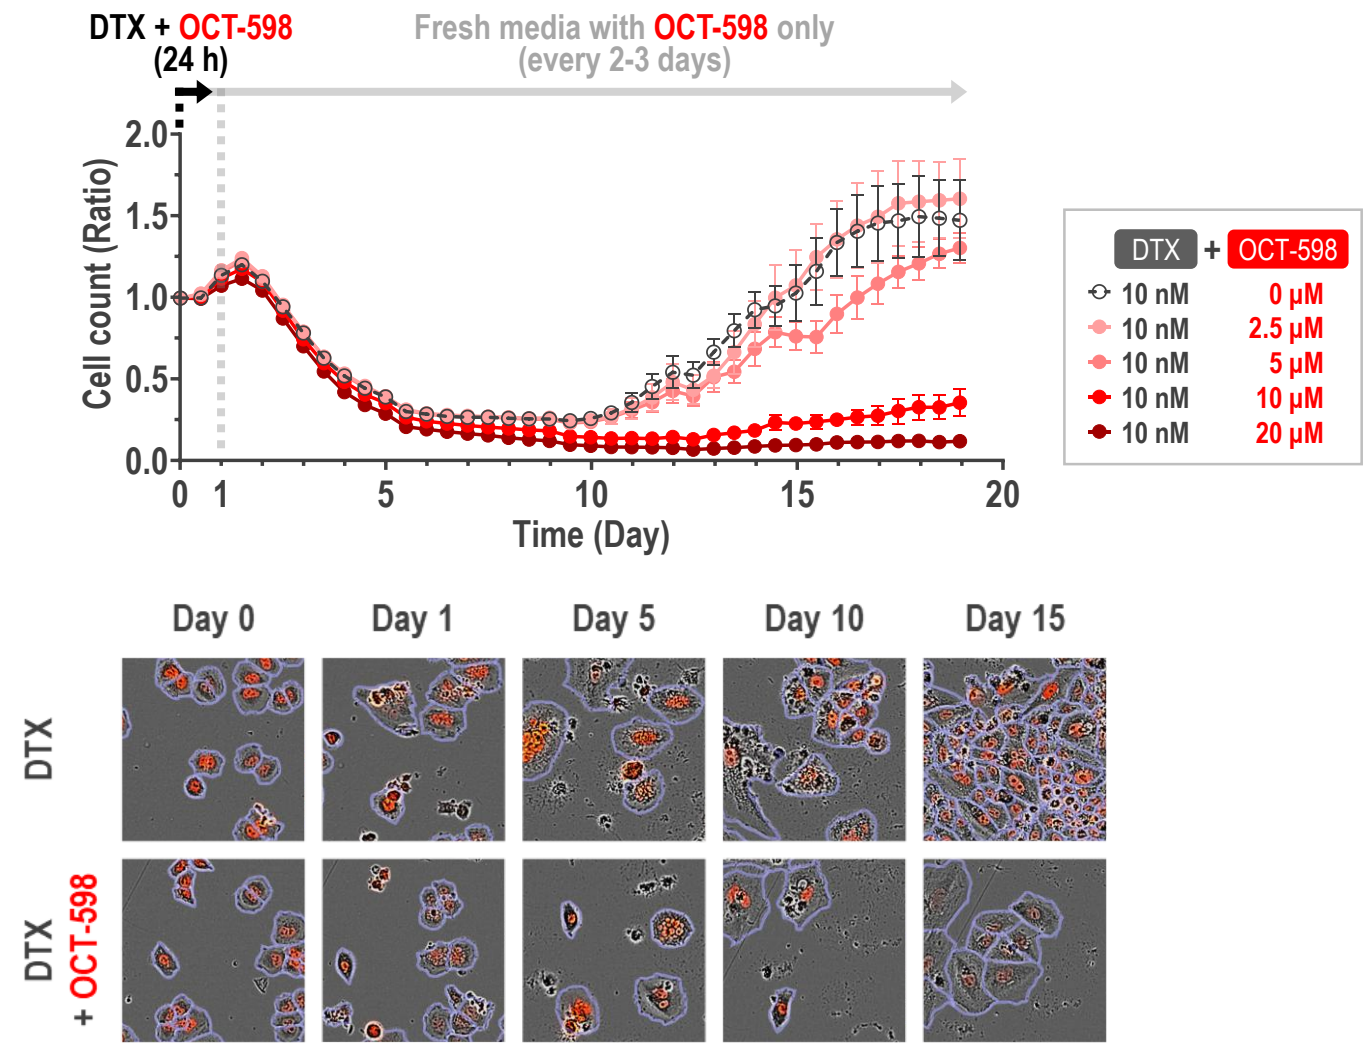 DTX + OCT-598
(24 h)
Fresh media with OCT-598 only
(every 2-3 days)
Cell count (Ratio)
2.0
1.5
1.0
0.5
0.0
0 1 5 10 15 20
Time (Day)
DTX + OCT-598
10 nM 0 µM
10 nM 2.5 µM
10 nM 5 µM
10 nM 10 µM
10 nM 20 µM
Day 0 Day 1 Day 5 Day 10 Day 15
DTX
DTX
+ OCT-598